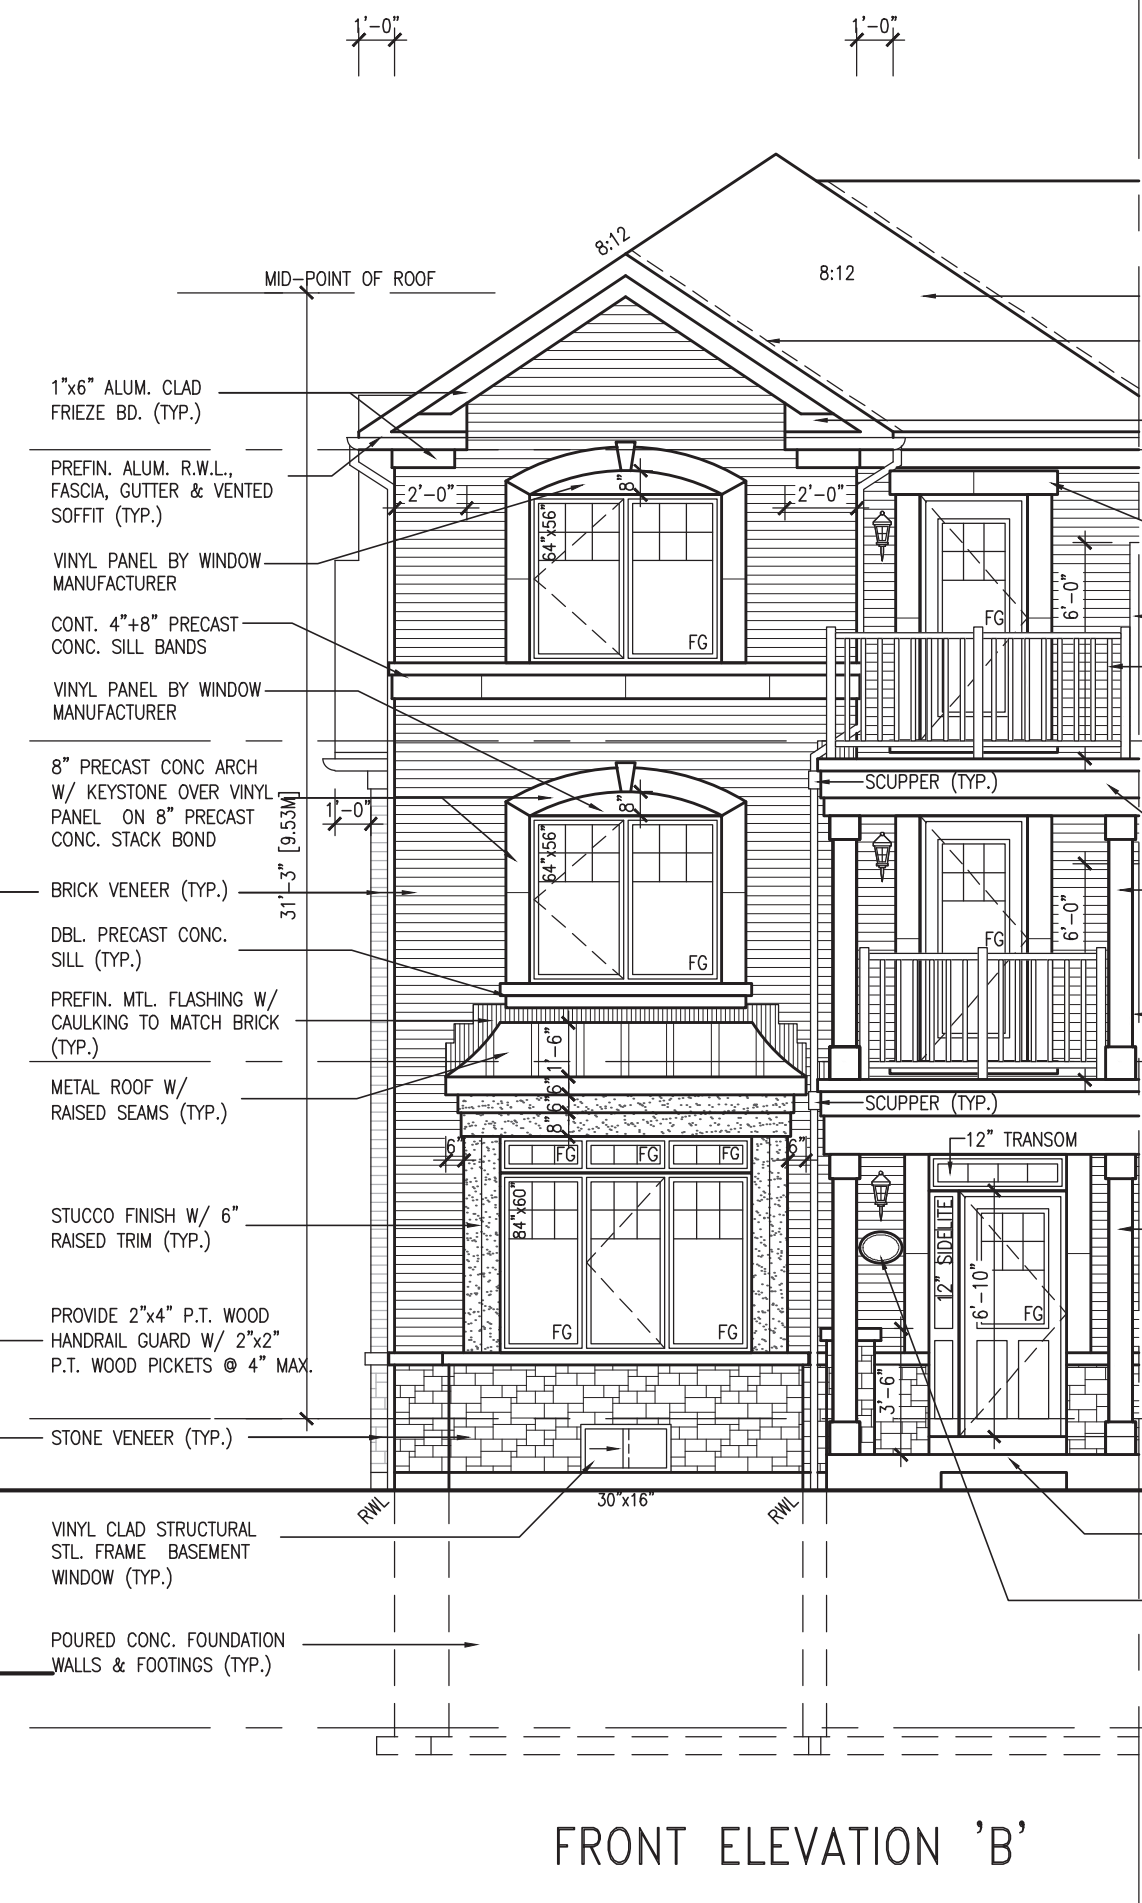 1'-0"
1'-0"
8:12
8:12
MID-POINT OF ROOF
1"x6" ALUM. CLAD
FRIEZE BD. (TYP.)
PREFIN. ALUM. R.W.L.,
FASCIA, GUTTER & VENTED
SOFFIT (TYP.)
2'-0"
8"
2'-0"
64"x56"
FG
FG
6'-0"
VINYL PANEL BY WINDOW
MANUFACTURER
CONT. 4"+8" PRECAST
CONC. SILL BANDS
VINYL PANEL BY WINDOW
MANUFACTURER
8" PRECAST CONC ARCH
W/ KEYSTONE OVER VINYL
PANEL ON 8" PRECAST
CONC. STACK BOND
31'-3" [9.53M]
1'-0"
8"
SCUPPER (TYP.)
64"x56"
FG
FG
6'-0"
BRICK VENEER (TYP.)
DBL. PRECAST CONC.
SILL (TYP.)
PREFIN. MTL. FLASHING W/
CAULKING TO MATCH BRICK
(TYP.)
METAL ROOF W/
RAISED SEAMS (TYP.)
1'-6"
6"
6"
8"
SCUPPER (TYP.)
6"
6"
FG
FG
FG
12" TRANSOM
84"x60"
FG
FG
12" SIDELITE
6'-10"
FG
3'-6"
STUCCO FINISH W/ 6"
RAISED TRIM (TYP.)
PROVIDE 2"x4" P.T. WOOD
HANDRAIL GUARD W/ 2"x2"
P.T. WOOD PICKETS @ 4" MAX.
STONE VENEER (TYP.)
RWL
30"x16"
RWL
VINYL CLAD STRUCTURAL
STL. FRAME BASEMENT
WINDOW (TYP.)
POURED CONC. FOUNDATION
WALLS & FOOTINGS (TYP.)
FRONT ELEVATION 'B'